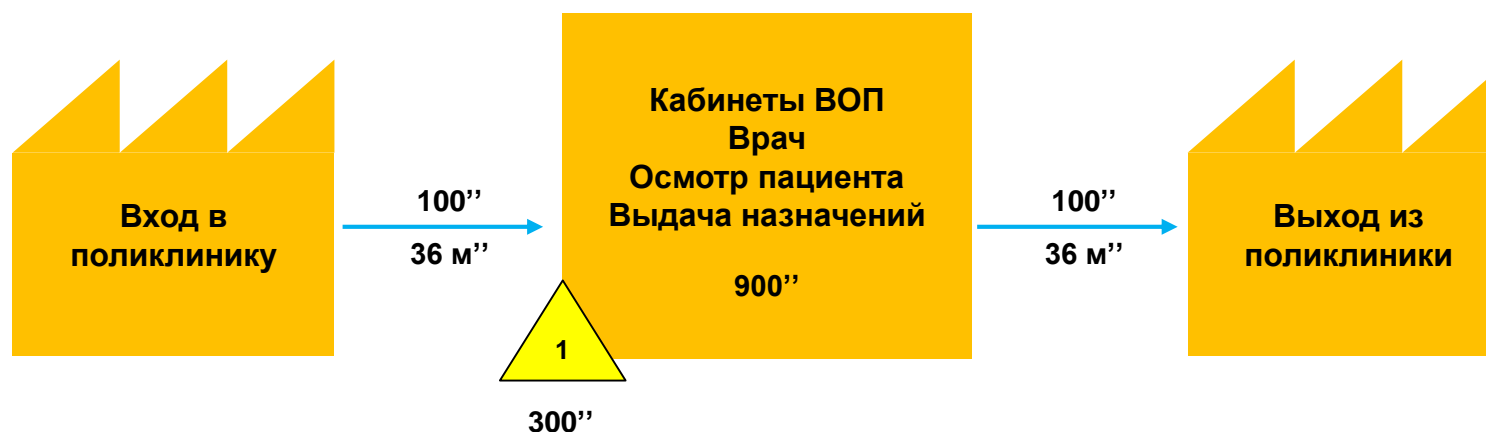 Вход в
поликлинику
100’’
36 м’’
Кабинеты ВОП
Врач
Осмотр пациента
Выдача назначений
900’’
1
300’’
100’’
36 м’’
Выход из
поликлиники